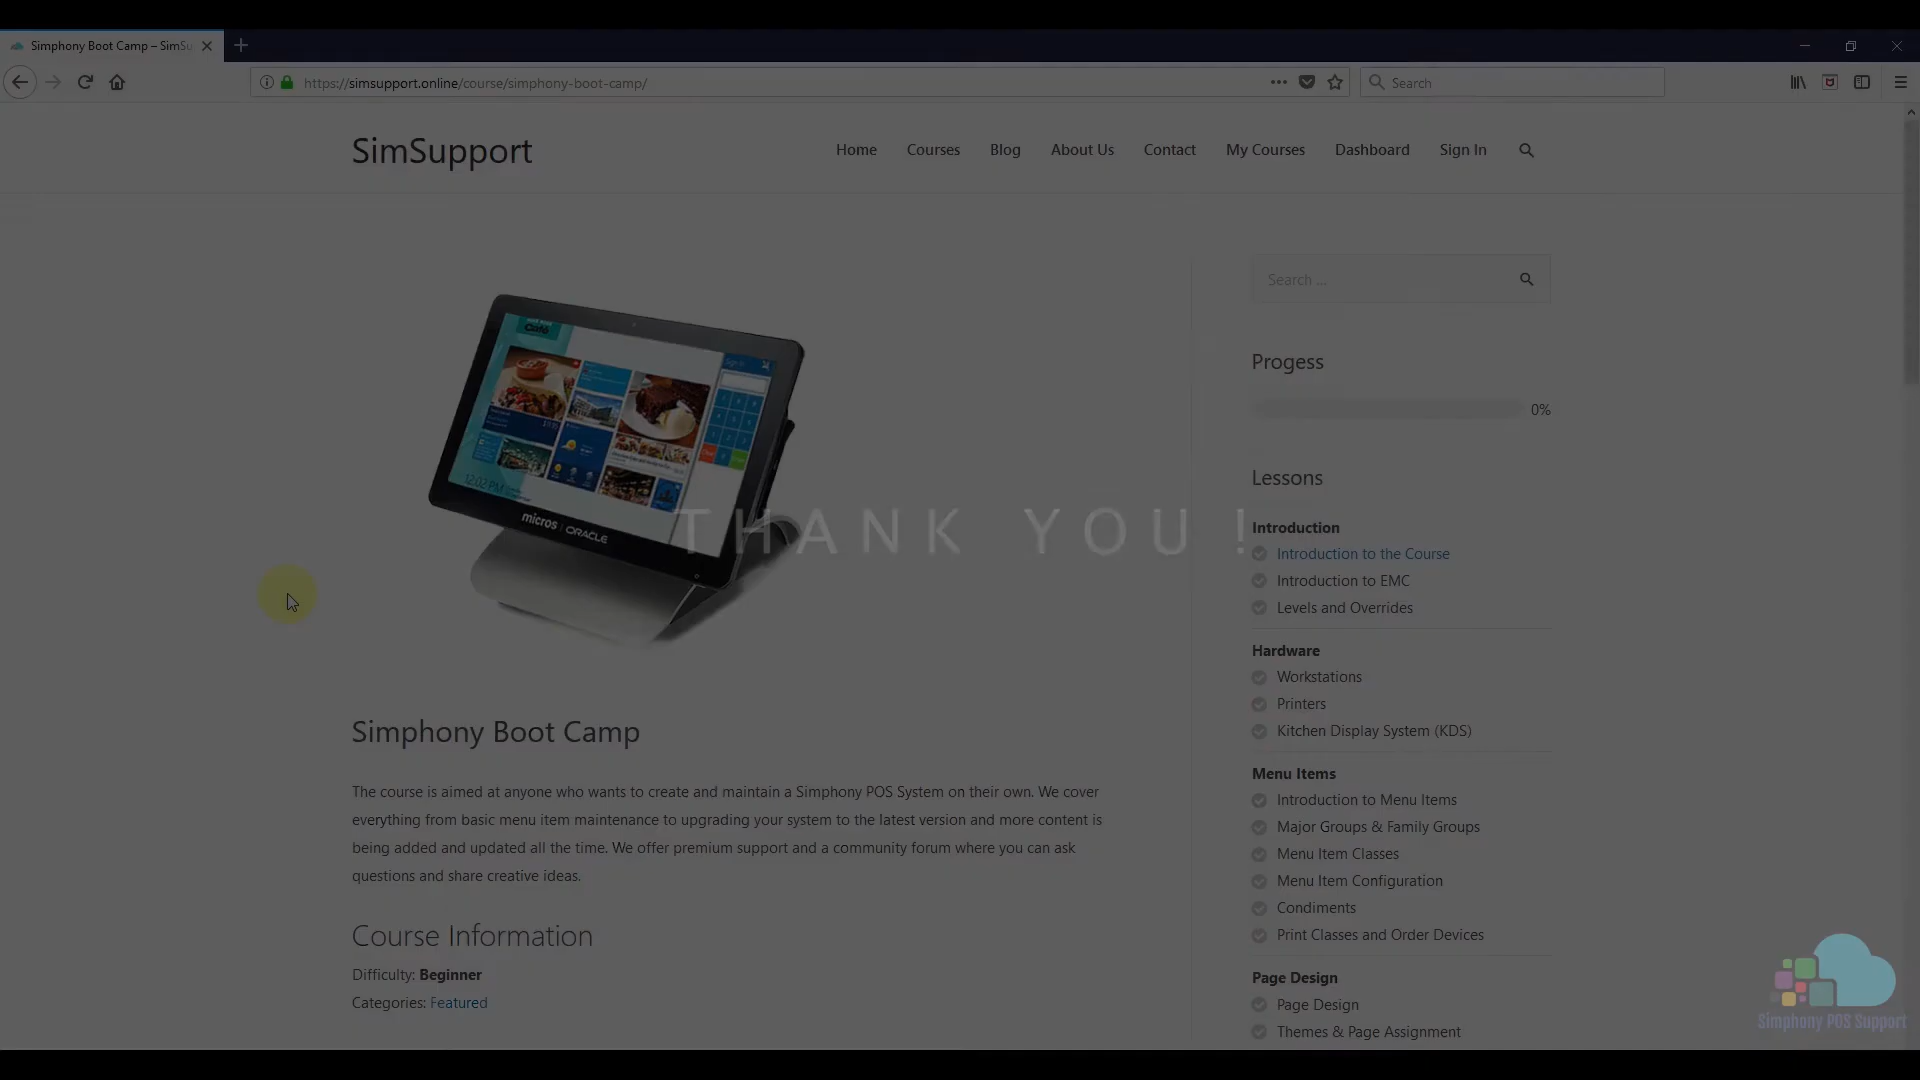 Simphony Boot Camp – SimSu
https://simsupport.online/course/simphony-boot-camp/
Search
SimSupport
Home
Courses
Blog
About Us
Contact
My Courses
Dashboard
Sign In
Search ...
Progess
0%
Lessons
Introduction
Introduction to the Course
Introduction to EMC
Levels and Overrides
Hardware
Workstations
Printers
Kitchen Display System (KDS)
Menu Items
Introduction to Menu Items
Major Groups & Family Groups
Menu Item Classes
Menu Item Configuration
Condiments
Print Classes and Order Devices
Page Design
Page Design
Themes & Page Assignment
Café
Sign In
12:02 PM
micros | ORACLE
THANK YOU !
Simphony Boot Camp
The course is aimed at anyone who wants to create and maintain a Simphony POS System on their own. We cover
everything from basic menu item maintenance to upgrading your system to the latest version and more content is
being added and updated all the time. We offer premium support and a community forum where you can ask
questions and share creative ideas.
Course Information
Difficulty: Beginner
Categories: Featured
Simphony POS Support